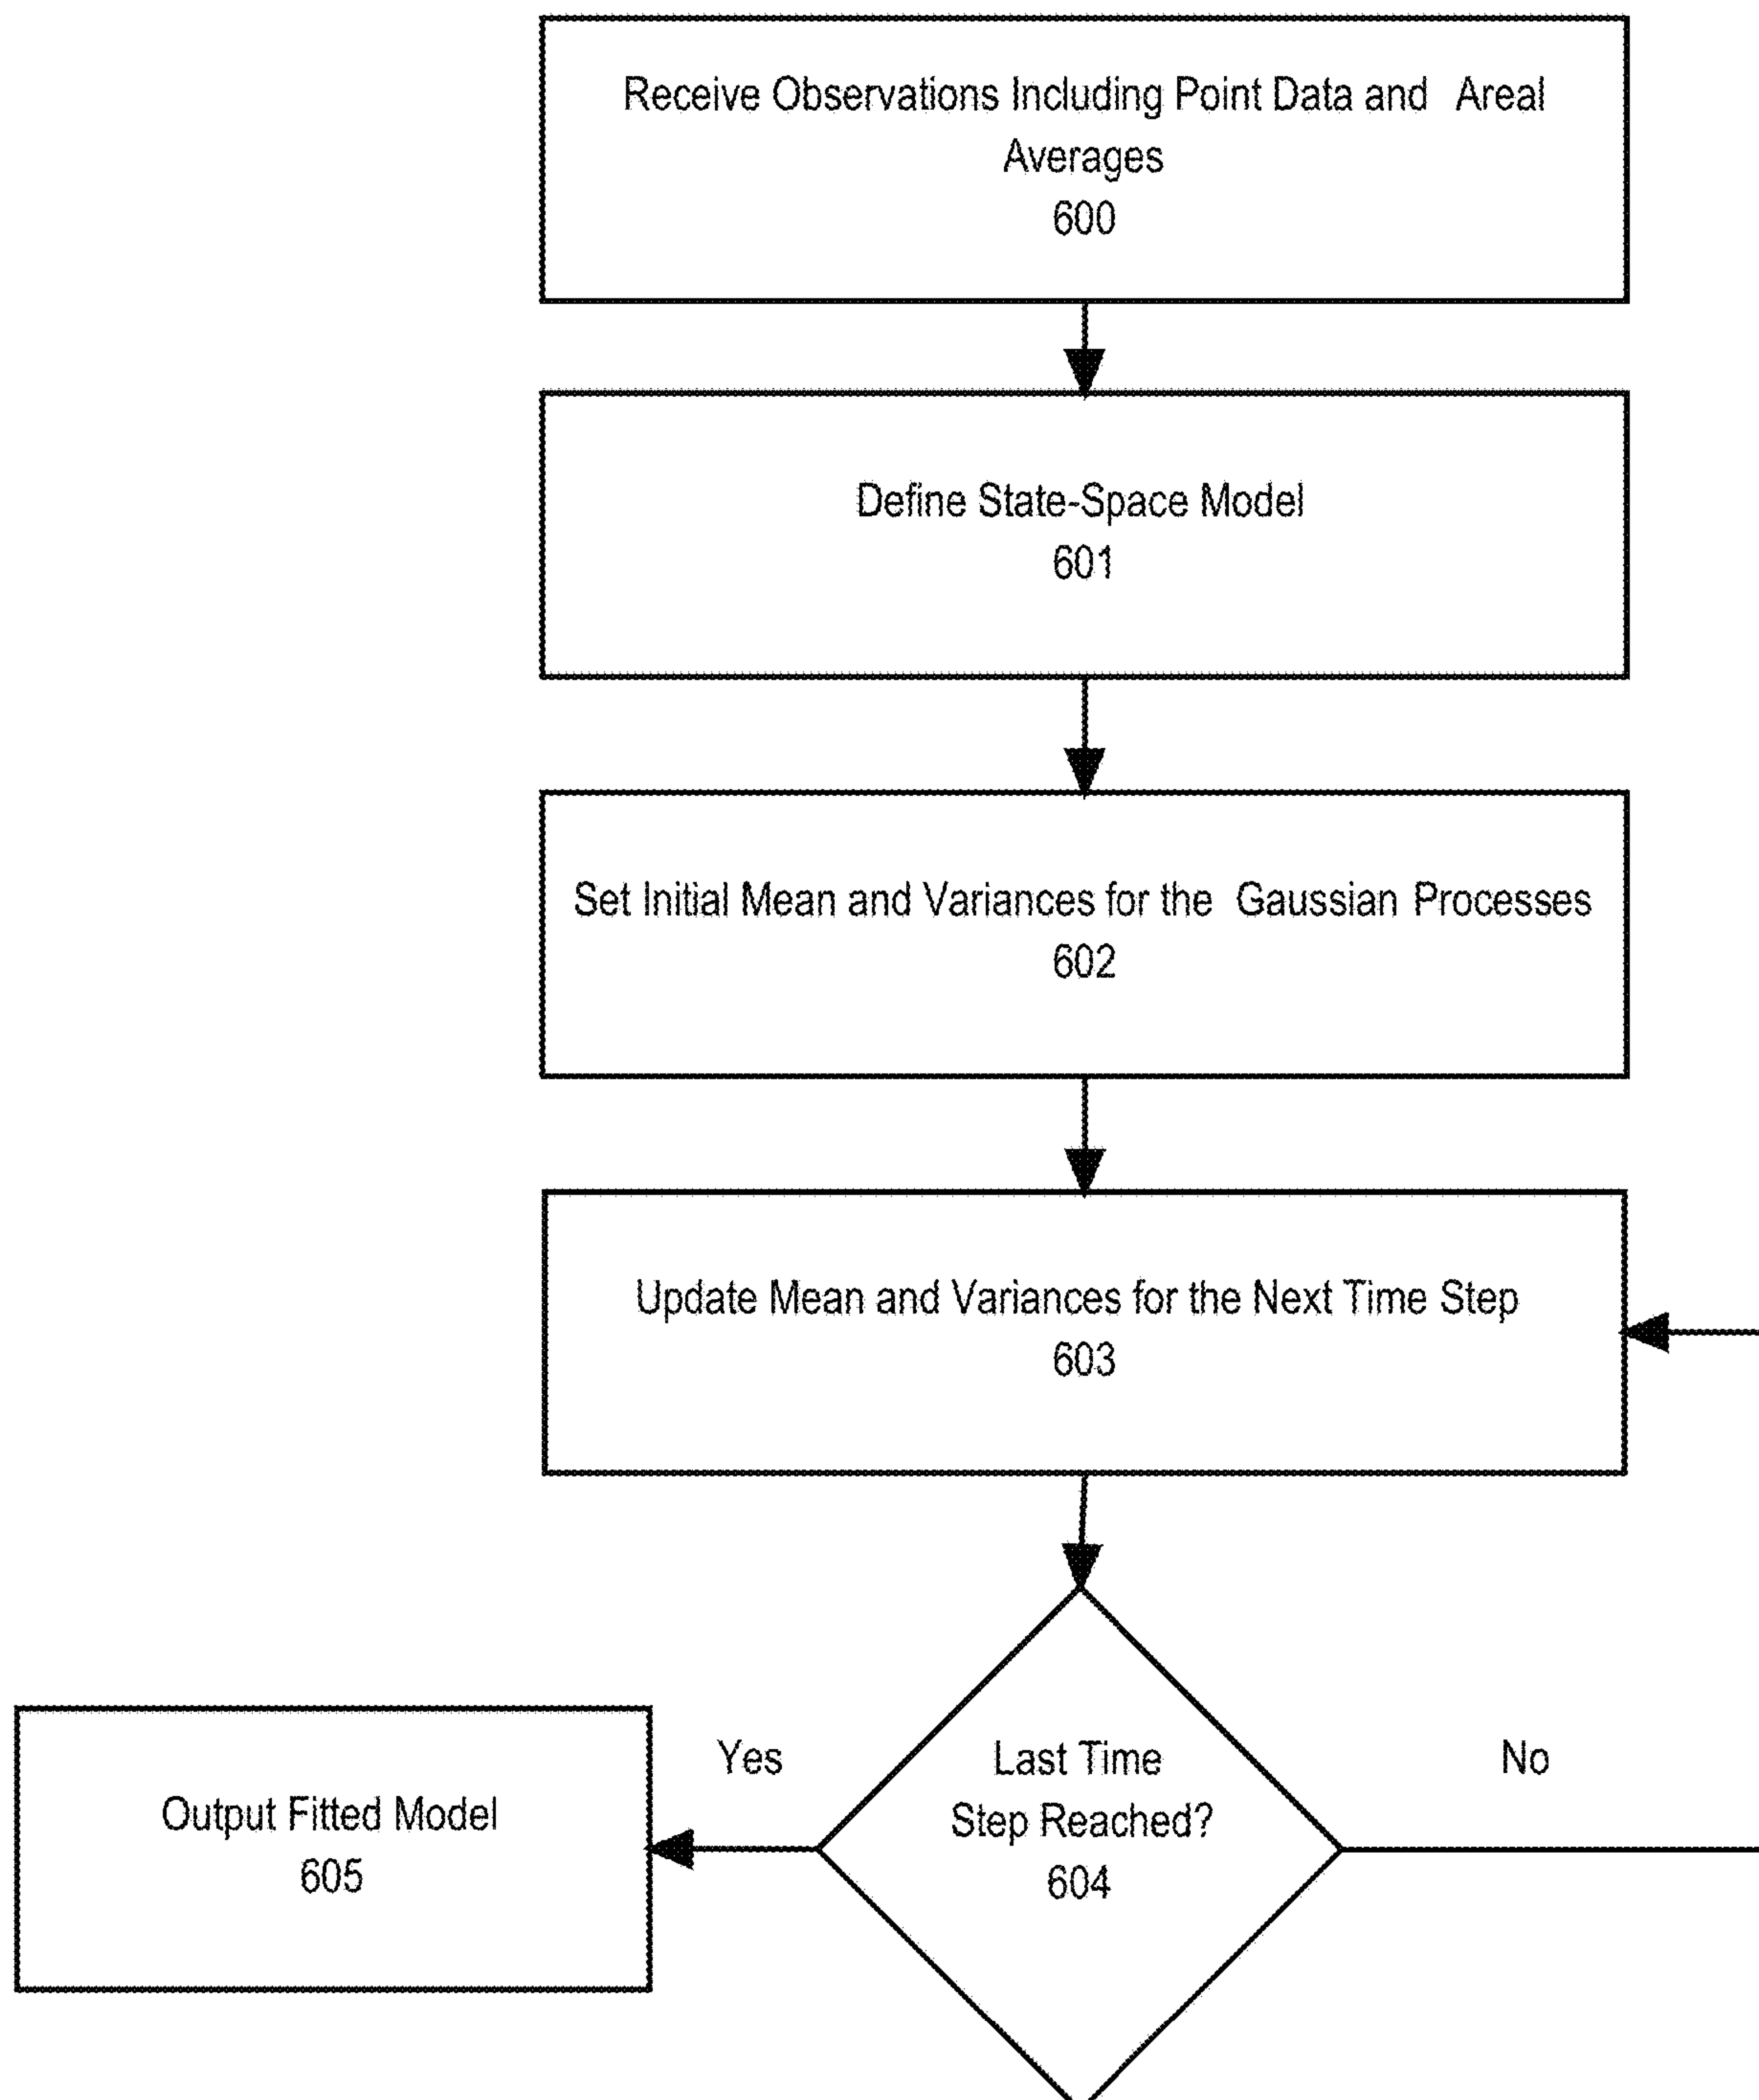 Receive Observations Including Point Data and Areal
Averages
600
Define State-Space Model
601
Set Initial Mean and Variances for the Gaussian Processes
602
Update Mean and Variances for the Next Time Step
603
Last Time
Step Reached?
604
Yes
No
Output Fitted Model
605